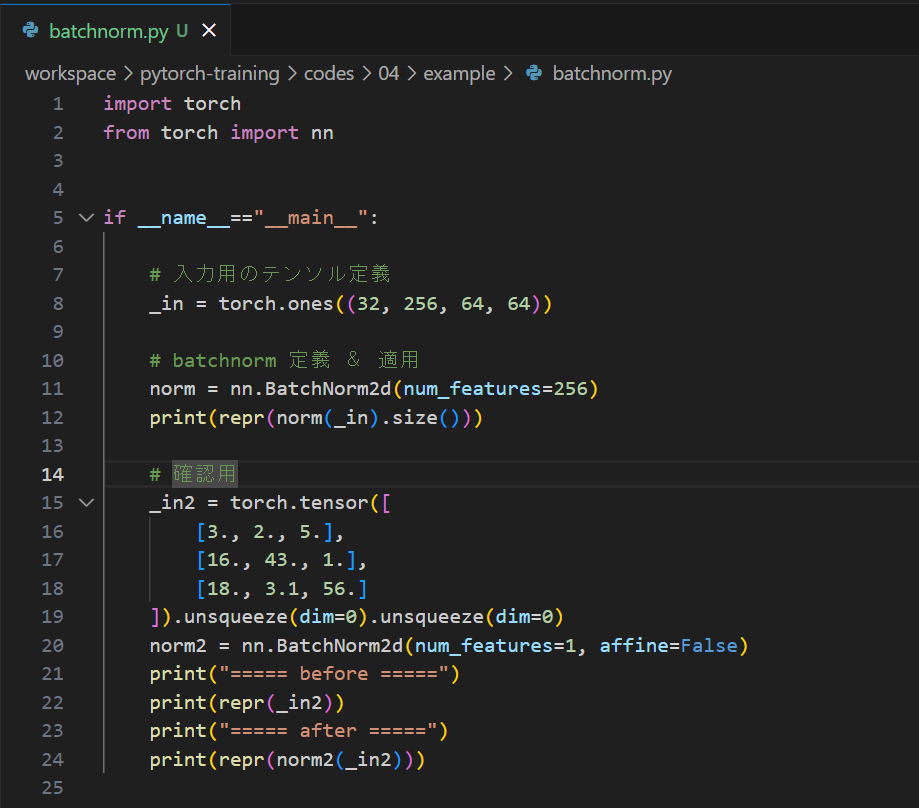 batchnorm.py U ×
workspace > pytorch-training > codes > 04 > example > batchnorm.py
1 import torch
2 from torch import nn
3
4
5 if __name__=="__main__":
6
7 # 入力用のテンソル定義
8 _in = torch.ones((32, 256, 64, 64))
9
10 # batchnorm 定義 & 適用
11 norm = nn.BatchNorm2d(num_features=256)
12 print(repr(norm(_in).size()))
13
14 # 確認用
15 _in2 = torch.tensor([
16 [3., 2., 5.],
17 [16., 43., 1.],
18 [18., 3.1, 56.]
19 ]).unsqueeze(dim=0).unsqueeze(dim=0)
20 norm2 = nn.BatchNorm2d(num_features=1, affine=False)
21 print("===== before =====")
22 print(repr(_in2))
23 print("===== after =====")
24 print(repr(norm2(_in2)))
25